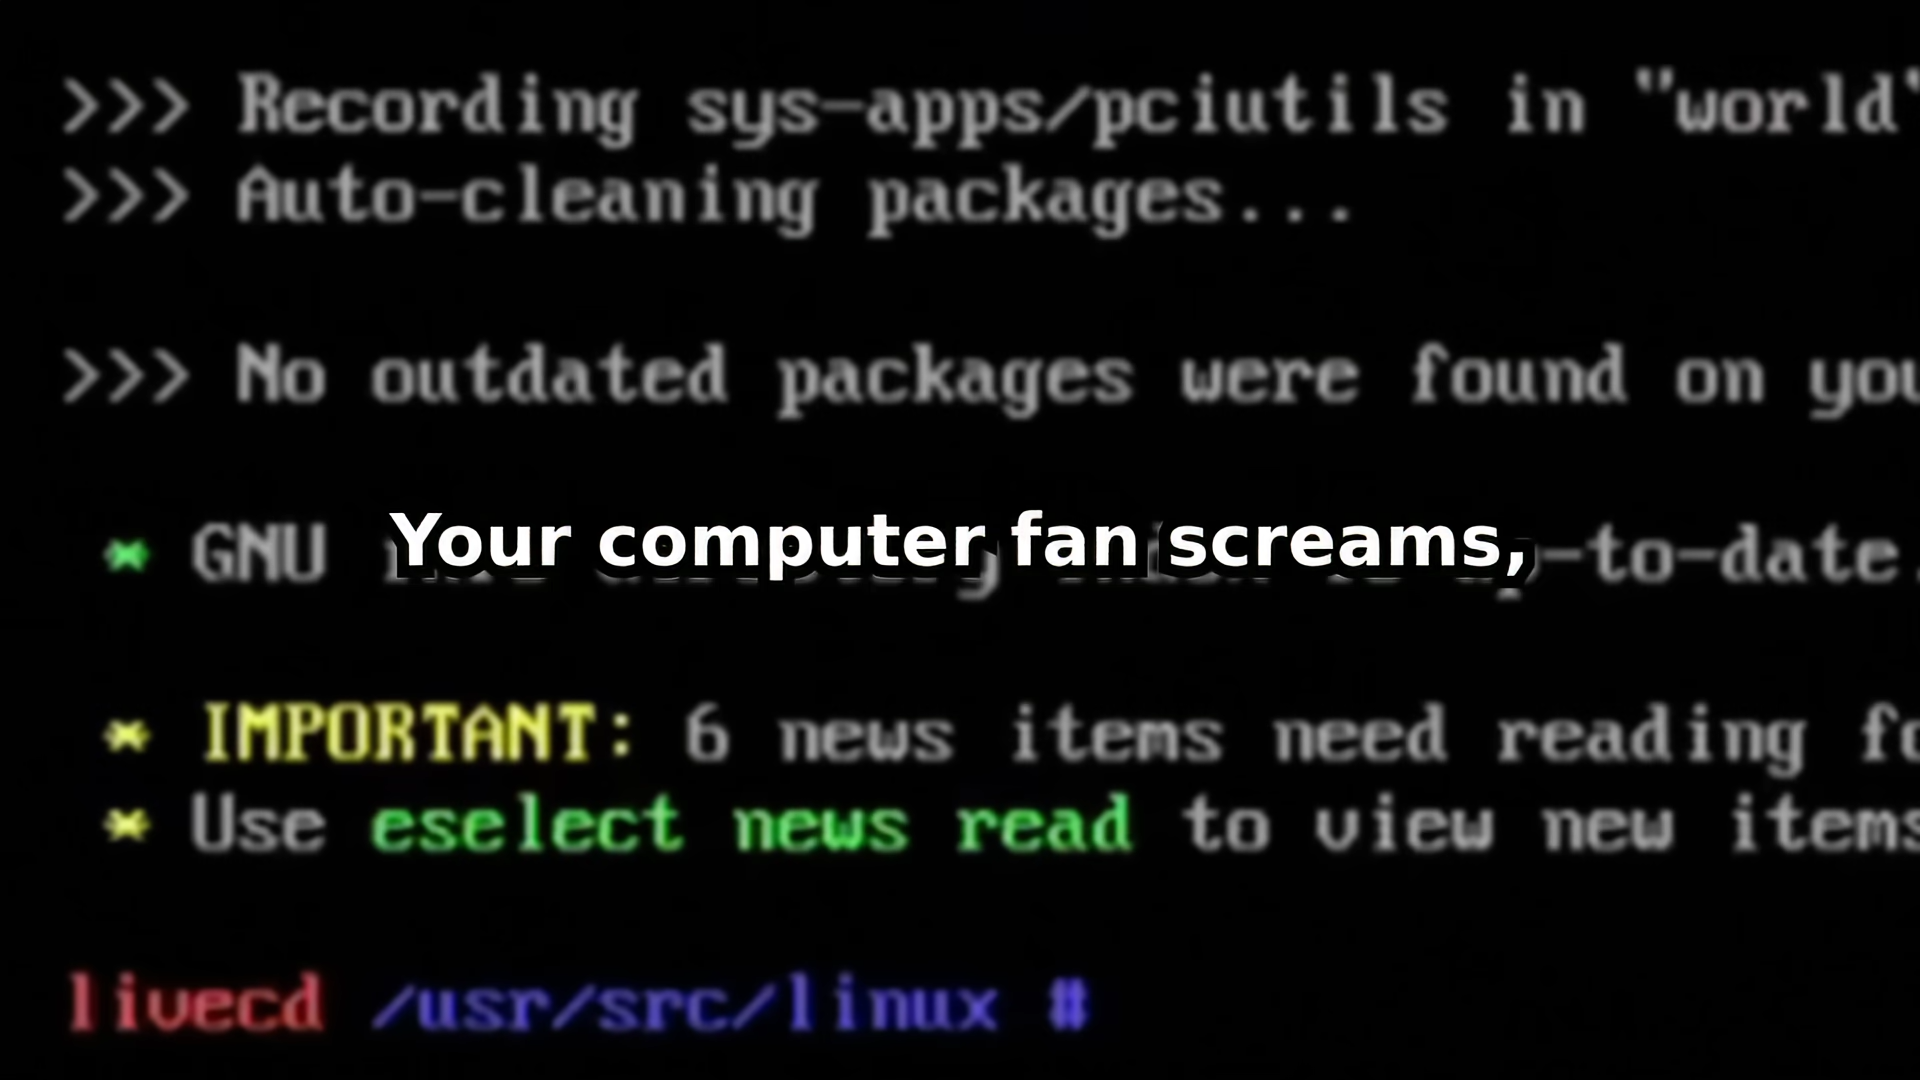 >>> Recording sys-apps/pciutils in "world"
>>> Auto-cleaning packages...
>>> No outdated packages were found on you
* GNU
-to-date.
Your computer fan screams,
* IMPORTANT: 6 news items need reading fo
* Use eselect news read to view new items
livecd /usr/src/linux #